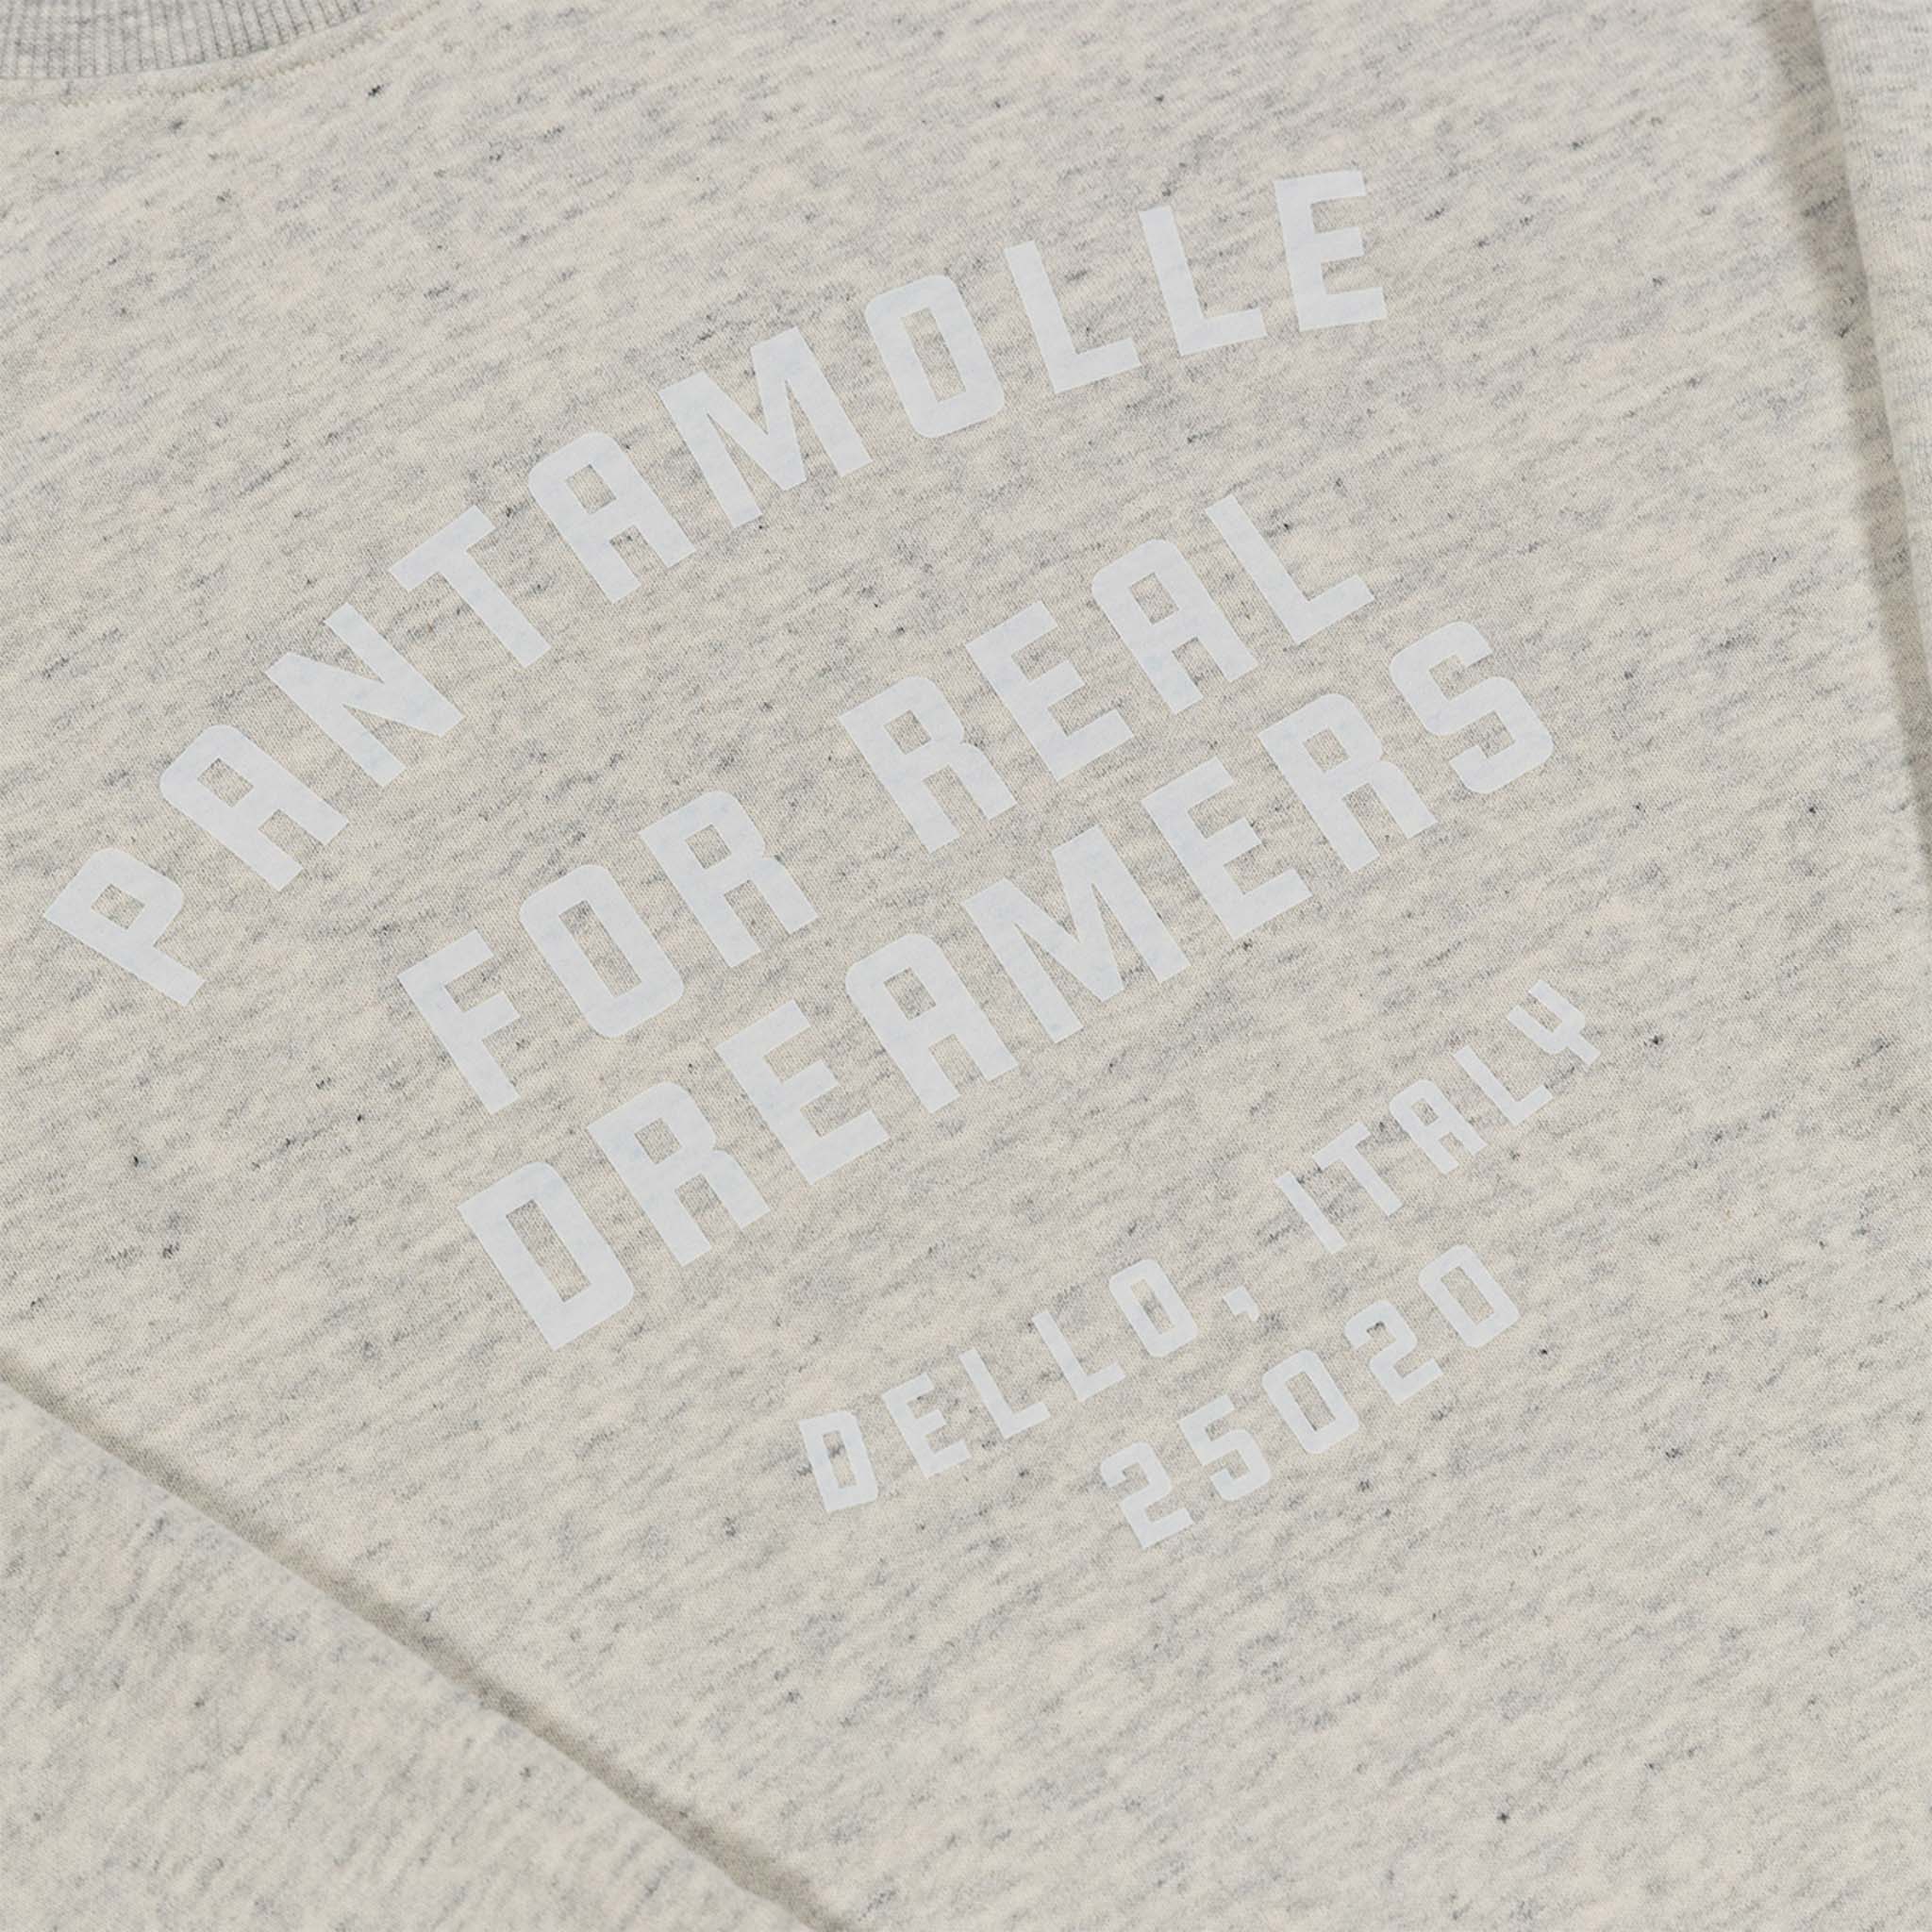 PANTAMOLLE
FOR REAL
DREAMERS
DELLO, ITALY
25020